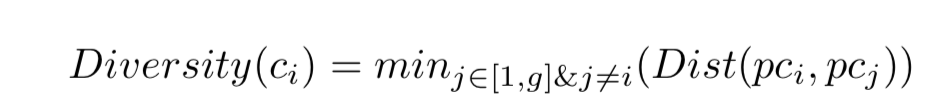 Diversity(c_i) = min_{j∈[1,g]&j≠i}(Dist(pc_i, pc_j))